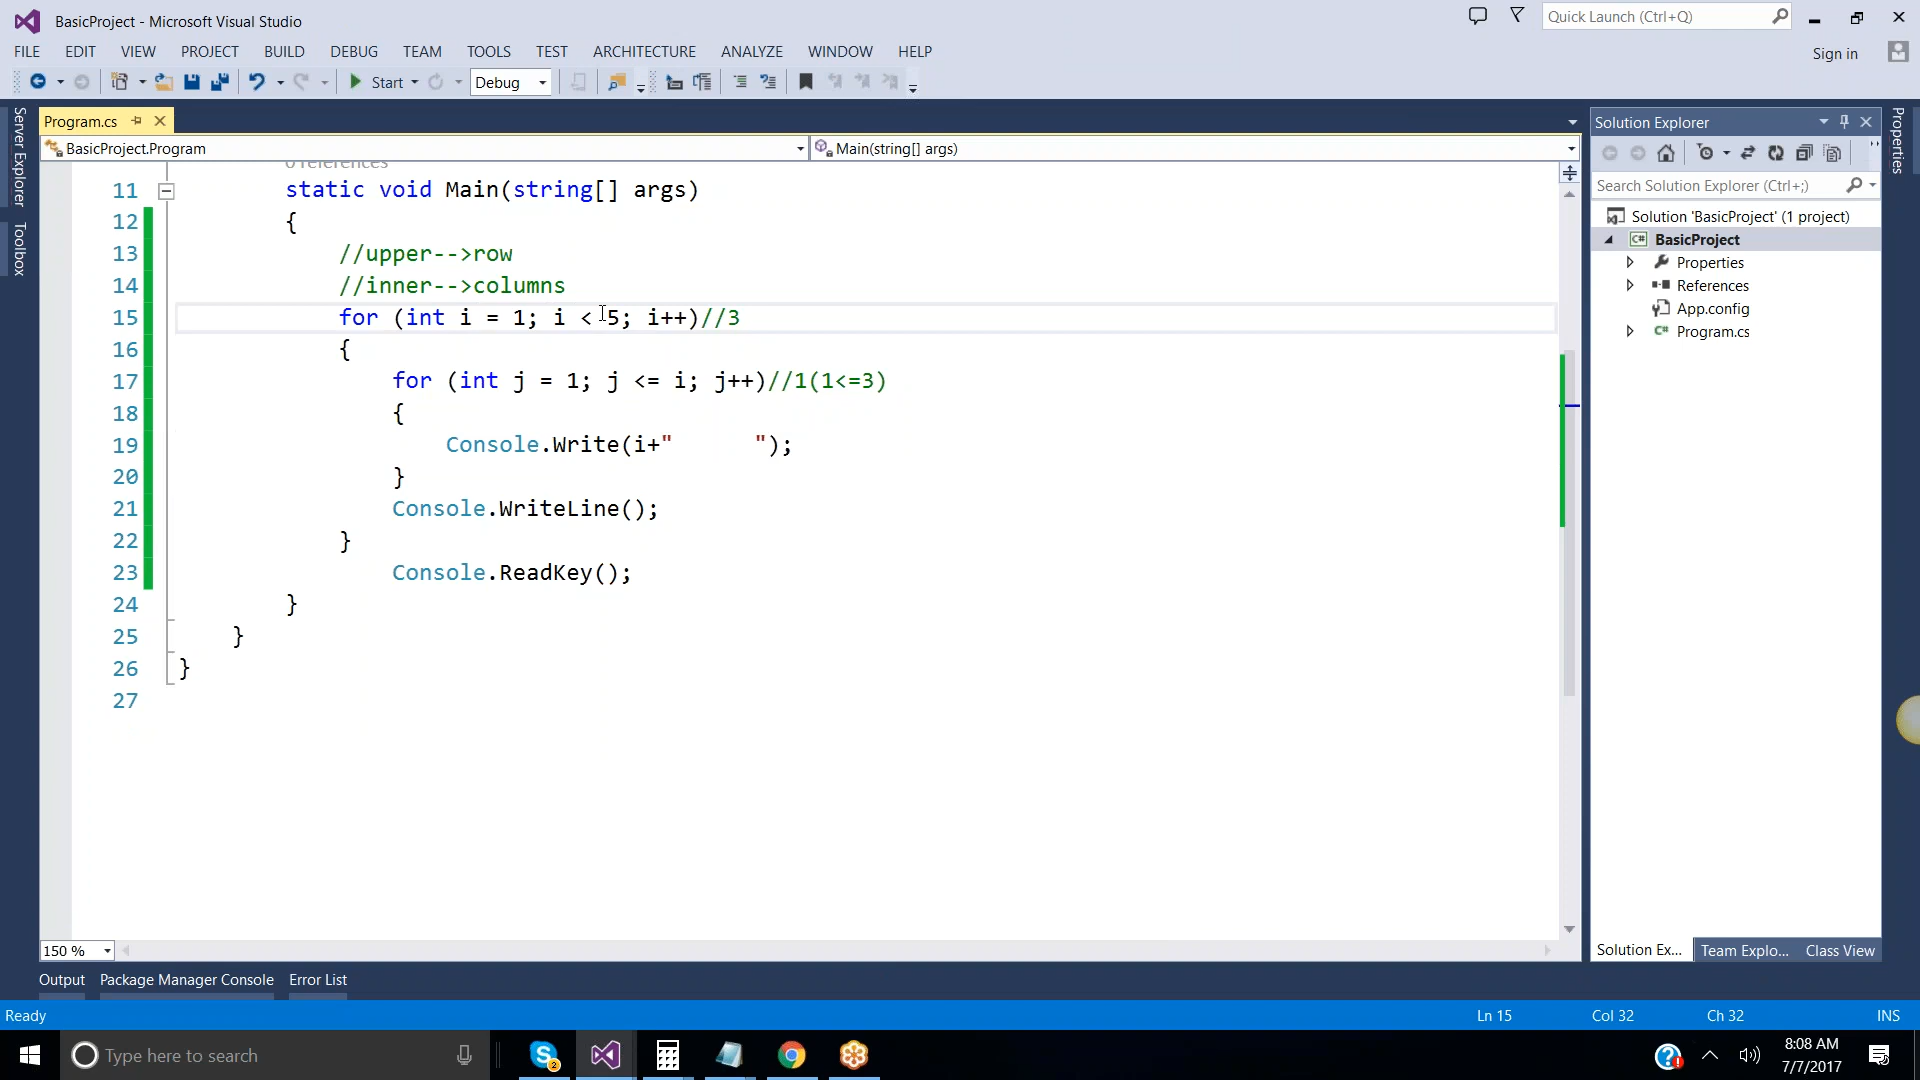 BasicProject - Microsoft Visual Studio
Quick Launch (Ctrl+Q)
FILE EDIT VIEW PROJECT BUILD DEBUG TEAM TOOLS TEST ARCHITECTURE ANALYZE WINDOW HELP
Sign in
Start Debug
Server Explorer
Toolbox
Program.cs
BasicProject.Program
Main(string[] args)
0 references
11 static void Main(string[] args)
12 {
13 //upper-->row
14 //inner-->columns
15 for (int i = 1; i < 5; i++)//3
16 {
17 for (int j = 1; j <= i; j++)//1(1<=3)
18 {
19 Console.Write(i+"      ");
20 }
21 Console.WriteLine();
22 }
23 Console.ReadKey();
24 }
25 }
26 }
27
150 %
Solution Explorer
Search Solution Explorer (Ctrl+;)
Solution 'BasicProject' (1 project)
C# BasicProject
Properties
References
App.config
C# Program.cs
Solution Ex... Team Explo... Class View
Properties
Output Package Manager Console Error List
Ready Ln 15 Col 32 Ch 32 INS
Type here to search
2
8:08 AM
7/7/2017